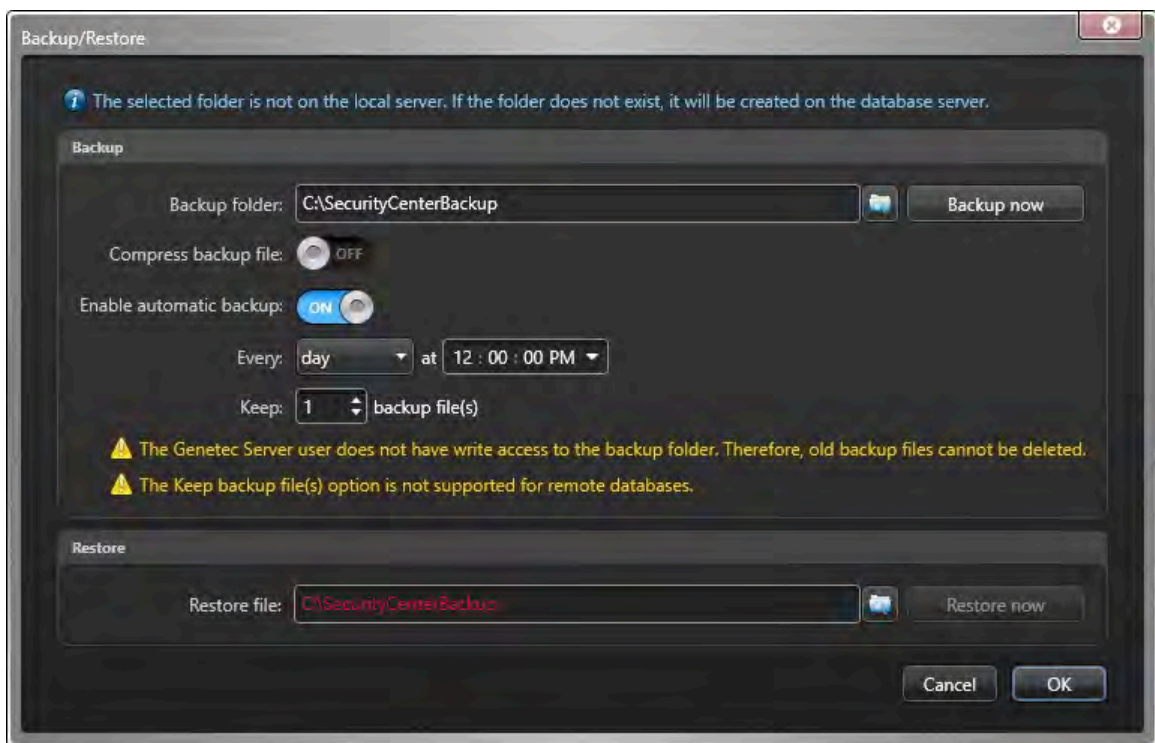 Backup/Restore
The selected folder is not on the local server. If the folder does not exist, it will be created on the database server.
Backup
Backup folder: C:\SecurityCenterBackup Backup now
Compress backup file: OFF
Enable automatic backup: ON
Every: day at 12 : 00 : 00 PM
Keep: 1 backup file(s)
The Genetec Server user does not have write access to the backup folder. Therefore, old backup files cannot be deleted.
The Keep backup file(s) option is not supported for remote databases.
Restore
Restore file: C:\SecurityCenterBackup Restore now
Cancel OK